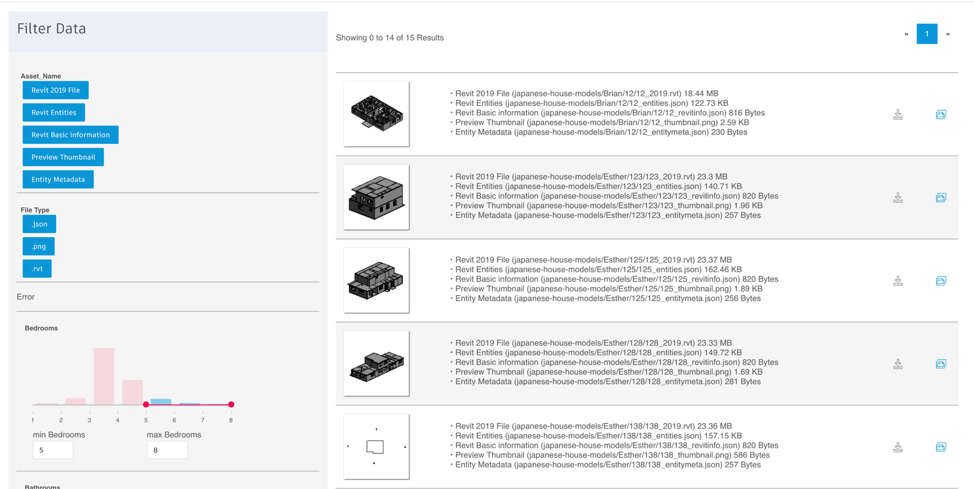 Filter Data
Asset_Name
Revit 2019 File
Revit Entities
Revit Basic Information
Preview Thumbnail
Entity Metadata
File Type
.json
.png
.rvt
Error
Bedrooms
1 2 3 4 5 6 7 8
min Bedrooms max Bedrooms
5 8
Bathrooms
Showing 0 to 14 of 15 Results
« 1 »
• Revit 2019 File (japanese-house-models/Brian/12/12_2019.rvt) 18.44 MB
• Revit Entities (japanese-house-models/Brian/12/12_entities.json) 122.73 KB
• Revit Basic information (japanese-house-models/Brian/12/12_revitinfo.json) 816 Bytes
• Preview Thumbnail (japanese-house-models/Brian/12/12_thumbnail.png) 2.59 KB
• Entity Metadata (japanese-house-models/Brian/12/12_entitymeta.json) 230 Bytes
• Revit 2019 File (japanese-house-models/Esther/123/123_2019.rvt) 23.3 MB
• Revit Entities (japanese-house-models/Esther/123/123_entities.json) 140.71 KB
• Revit Basic information (japanese-house-models/Esther/123/123_revitinfo.json) 820 Bytes
• Preview Thumbnail (japanese-house-models/Esther/123/123_thumbnail.png) 1.96 KB
• Entity Metadata (japanese-house-models/Esther/123/123_entitymeta.json) 257 Bytes
• Revit 2019 File (japanese-house-models/Esther/125/125_2019.rvt) 23.37 MB
• Revit Entities (japanese-house-models/Esther/125/125_entities.json) 162.46 KB
• Revit Basic information (japanese-house-models/Esther/125/125_revitinfo.json) 820 Bytes
• Preview Thumbnail (japanese-house-models/Esther/125/125_thumbnail.png) 1.89 KB
• Entity Metadata (japanese-house-models/Esther/125/125_entitymeta.json) 256 Bytes
• Revit 2019 File (japanese-house-models/Esther/128/128_2019.rvt) 23.33 MB
• Revit Entities (japanese-house-models/Esther/128/128_entities.json) 149.72 KB
• Revit Basic information (japanese-house-models/Esther/128/128_revitinfo.json) 820 Bytes
• Preview Thumbnail (japanese-house-models/Esther/128/128_thumbnail.png) 1.69 KB
• Entity Metadata (japanese-house-models/Esther/128/128_entitymeta.json) 281 Bytes
• Revit 2019 File (japanese-house-models/Esther/138/138_2019.rvt) 23.36 MB
• Revit Entities (japanese-house-models/Esther/138/138_entities.json) 157.15 KB
• Revit Basic information (japanese-house-models/Esther/138/138_revitinfo.json) 820 Bytes
• Preview Thumbnail (japanese-house-models/Esther/138/138_thumbnail.png) 586 Bytes
• Entity Metadata (japanese-house-models/Esther/138/138_entitymeta.json) 257 Bytes